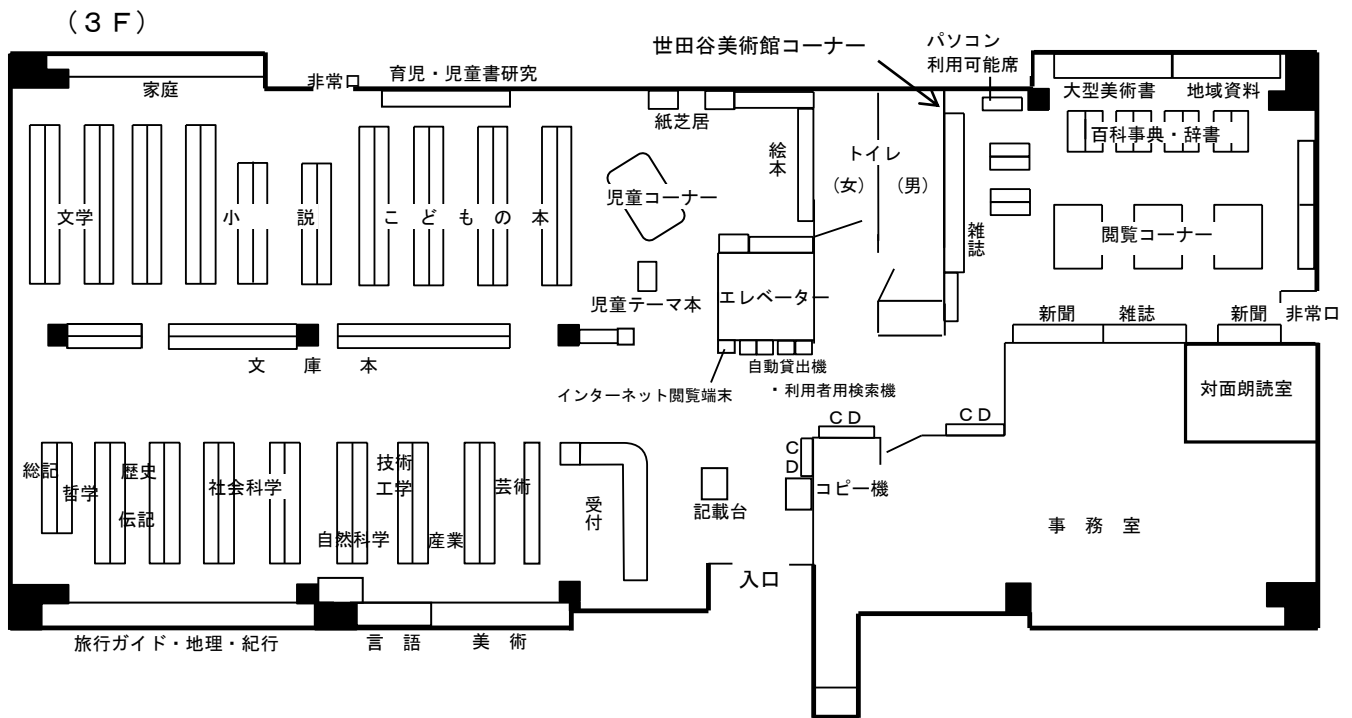 （３Ｆ）
世田谷美術館コーナー
パソコン
利用可能席
家庭
非常口
育児・児童書研究
紙芝居
大型美術書
地域資料
百科事典・辞書
絵本
トイレ
（女）
（男）
児童コーナー
文学
小説
こどもの本
雑誌
閲覧コーナー
児童テーマ本
エレベーター
新聞
雑誌
新聞
非常口
文庫本
自動貸出機
・利用者用検索機
インターネット閲覧端末
対面朗読室
ＣＤ
ＣＤ
ＣＤ
総記
哲学
歴史
伝記
社会科学
技術
工学
自然科学
産業
芸術
受付
記載台
コピー機
事務室
入口
旅行ガイド・地理・紀行
言語
美術